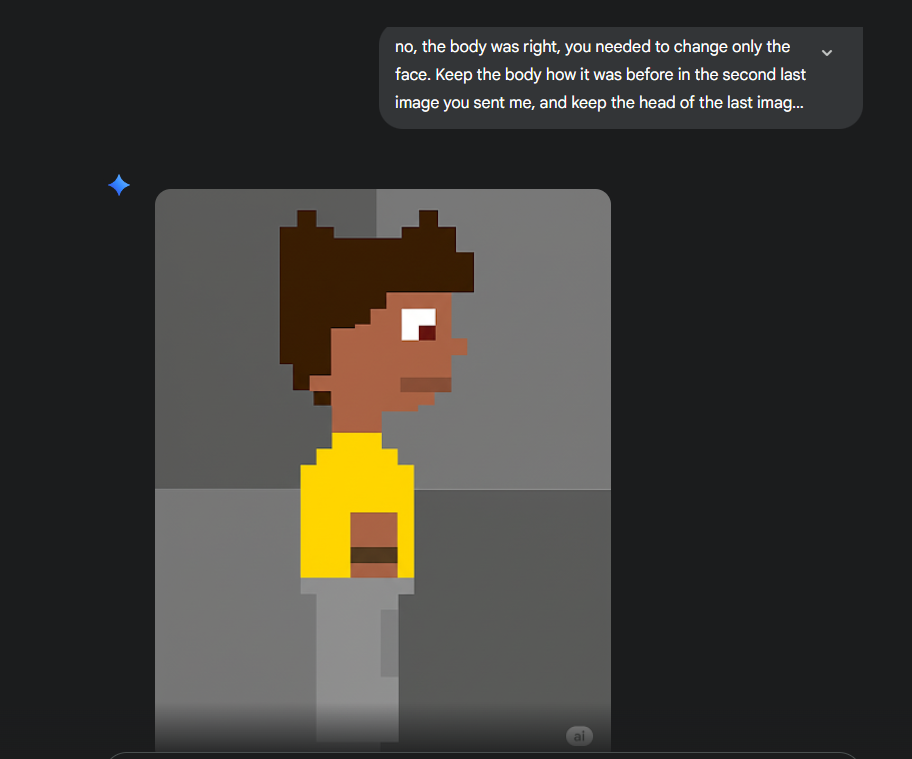 no, the body was right, you needed to change only the
face. Keep the body how it was before in the second last
image you sent me, and keep the head of the last imag...
ai